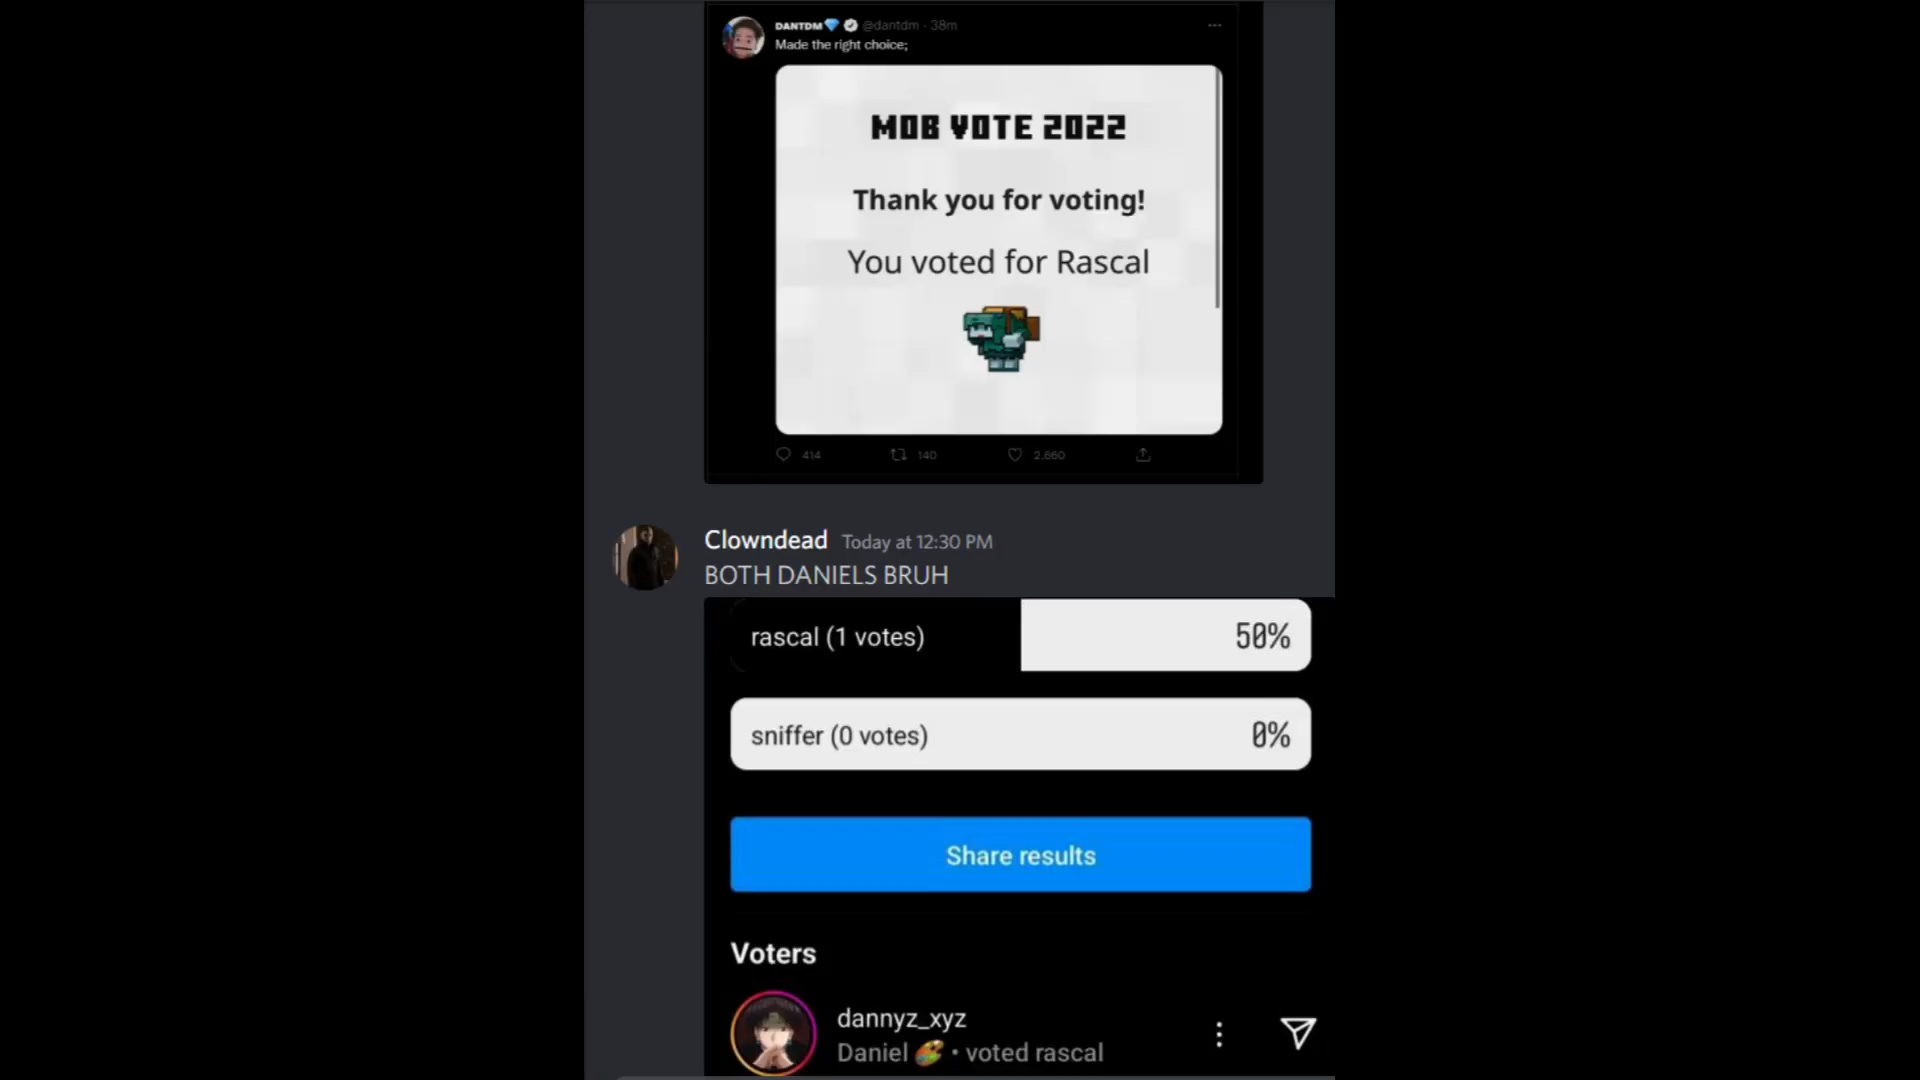 DANTDM💎 @dantdm · 38m
Made the right choice;
MOB VOTE 2022
Thank you for voting!
You voted for Rascal
414 140 2,660
Clowndead Today at 12:30 PM
BOTH DANIELS BRUH
rascal (1 votes) 50%
sniffer (0 votes) 0%
Share results
Voters
dannyz_xyz
Daniel 🎨 • voted rascal